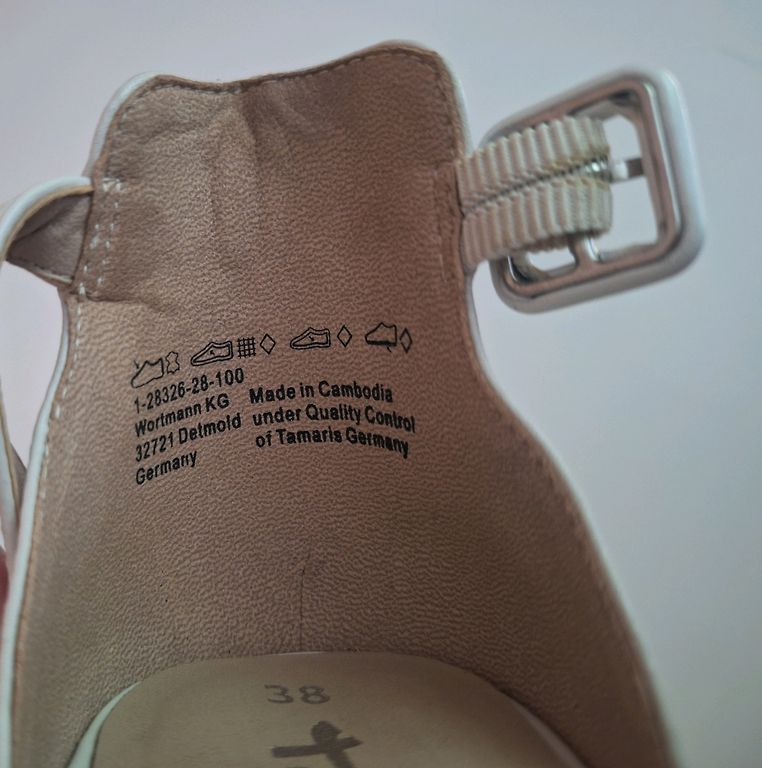 1-28326-28-100
Wortmann KG
32721 Detmold
Germany
Made in Cambodia
under Quality Control
of Tamaris Germany
38